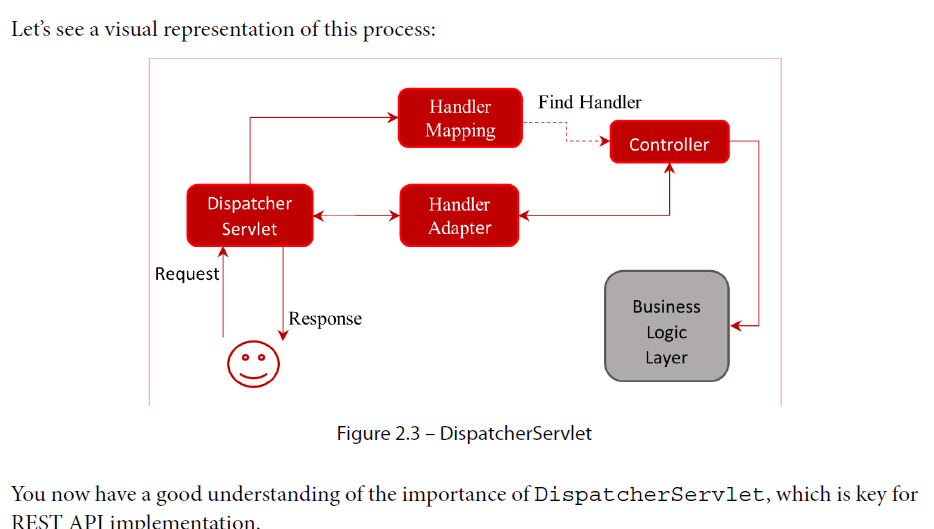 Let's see a visual representation of this process:
Handler
Mapping
Find Handler
Controller
Dispatcher
Servlet
Handler
Adapter
Request
Response
Business
Logic
Layer
Figure 2.3 – DispatcherServlet
You now have a good understanding of the importance of DispatcherServlet, which is key for
REST API implementation.